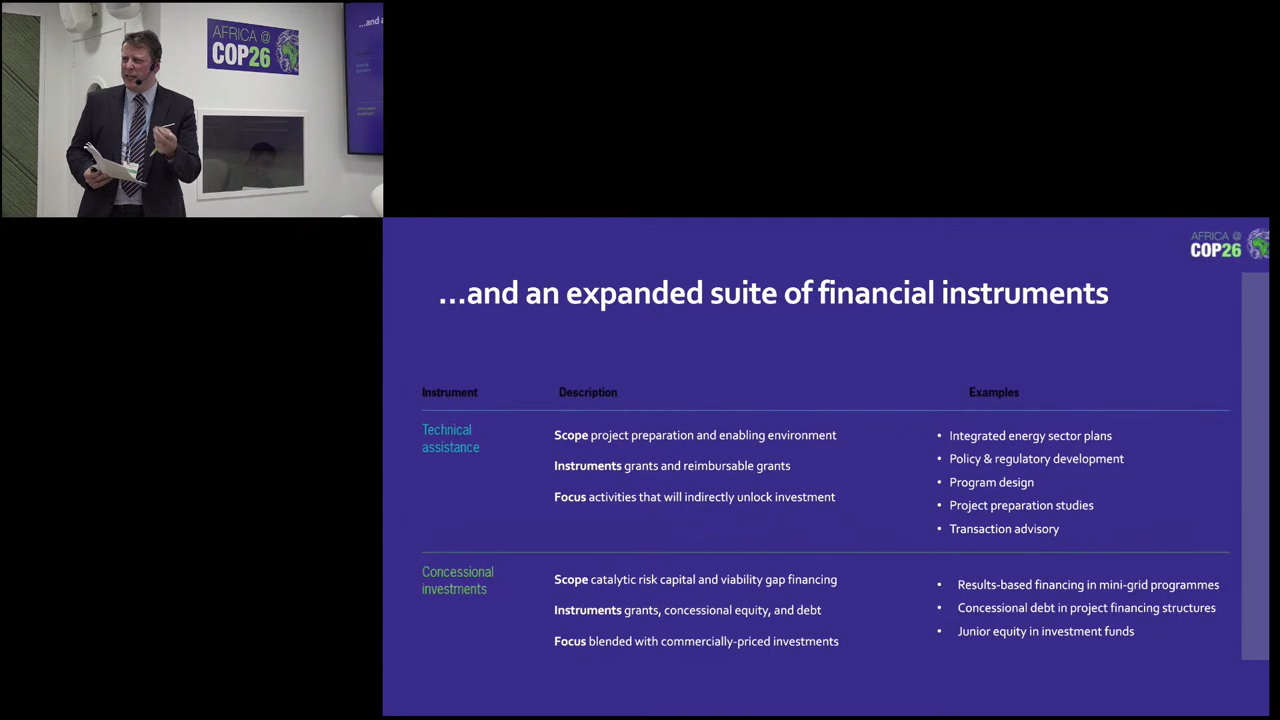 ...and a
AFRICA @
COP26
AFRICA @
COP26
...and an expanded suite of financial instruments
Instrument Description Examples
Technical
assistance
Scope project preparation and enabling environment
Instruments grants and reimbursable grants
Focus activities that will indirectly unlock investment
• Integrated energy sector plans
• Policy & regulatory development
• Program design
• Project preparation studies
• Transaction advisory
Concessional
investments
Scope catalytic risk capital and viability gap financing
Instruments grants, concessional equity, and debt
Focus blended with commercially-priced investments
• Results-based financing in mini-grid programmes
• Concessional debt in project financing structures
• Junior equity in investment funds